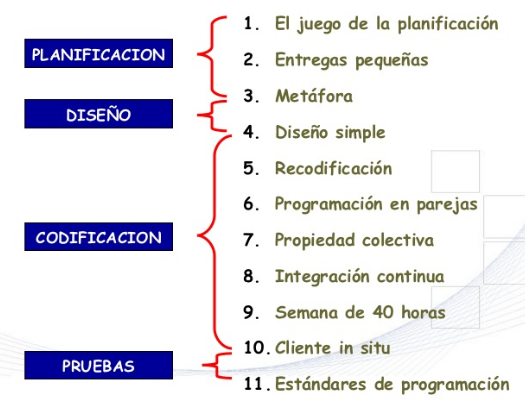 PLANIFICACION
DISEÑO
CODIFICACION
PRUEBAS
1. El juego de la planificación
2. Entregas pequeñas
3. Metáfora
4. Diseño simple
5. Recodificación
6. Programación en parejas
7. Propiedad colectiva
8. Integración continua
9. Semana de 40 horas
10. Cliente in situ
11. Estándares de programación